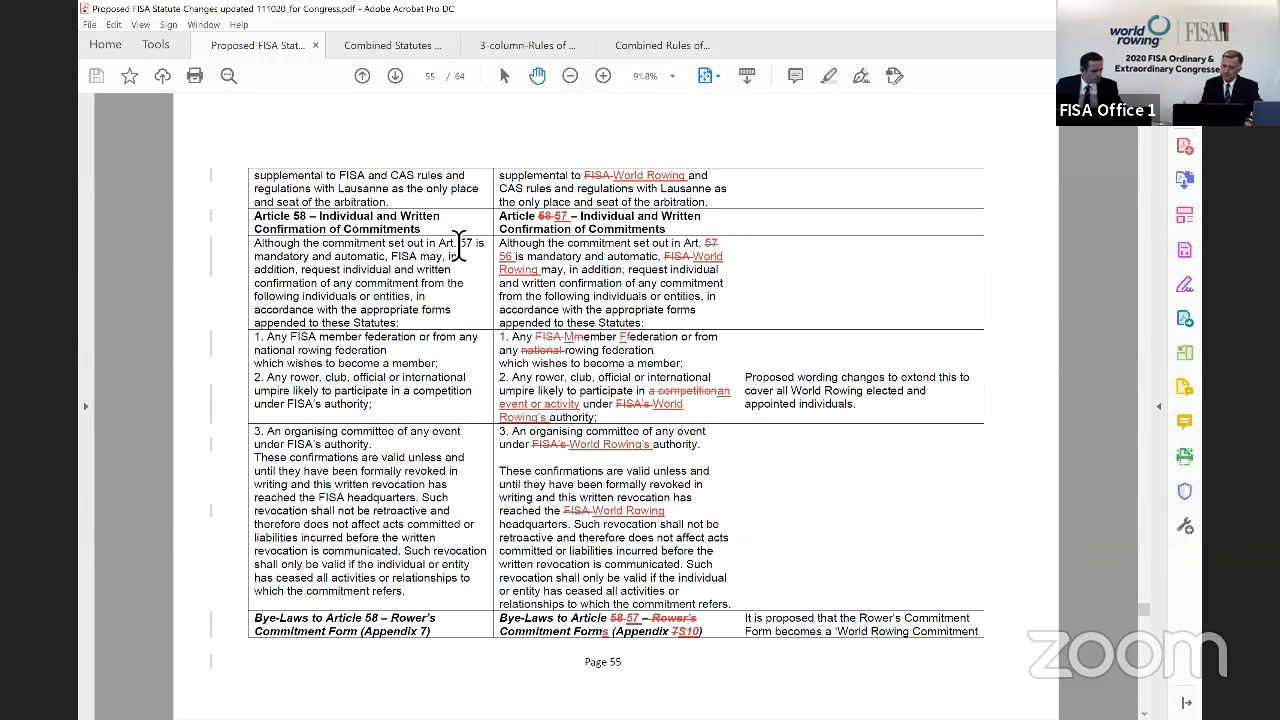 Proposed FISA Statute Changes updated 111020_for Congress.pdf - Adobe Acrobat Pro DC
File Edit View Sign Window Help
Home Tools Proposed FISA Stat... × Combined Statutes ... 3-column-Rules of ... Combined Rules of...
55 / 64 91.8%
world rowing FISA
2020 FISA Ordinary &
Extraordinary Congresse
FISA Office 1
supplemental to FISA and CAS rules and
regulations with Lausanne as the only place
and seat of the arbitration.
supplemental to FISA World Rowing and
CAS rules and regulations with Lausanne as
the only place and seat of the arbitration.
Article 58 – Individual and Written
Confirmation of Commitments
Article 58 57 – Individual and Written
Confirmation of Commitments
Although the commitment set out in Art. 57 is
mandatory and automatic, FISA may, in
addition, request individual and written
confirmation of any commitment from the
following individuals or entities, in
accordance with the appropriate forms
appended to these Statutes:
Although the commitment set out in Art. 57
56 is mandatory and automatic, FISA World
Rowing may, in addition, request individual
and written confirmation of any commitment
from the following individuals or entities, in
accordance with the appropriate forms
appended to these Statutes:
1. Any FISA member federation or from any
national rowing federation
which wishes to become a member;
2. Any rower, club, official or international
umpire likely to participate in a competition
under FISA's authority;
1. Any FISA Mmember Ffederation or from
any national rowing federation
which wishes to become a member;
2. Any rower, club, official or international
umpire likely to participate in a competitionan
event or activity under FISA's World
Rowing's authority;
Proposed wording changes to extend this to
cover all World Rowing elected and
appointed individuals.
3. An organising committee of any event
under FISA's authority.
These confirmations are valid unless and
until they have been formally revoked in
writing and this written revocation has
reached the FISA headquarters. Such
revocation shall not be retroactive and
therefore does not affect acts committed or
liabilities incurred before the written
revocation is communicated. Such revocation
shall only be valid if the individual or entity
has ceased all activities or relationships to
which the commitment refers.
3. An organising committee of any event
under FISA's World Rowing's authority.
These confirmations are valid unless and
until they have been formally revoked in
writing and this written revocation has
reached the FISA World Rowing
headquarters. Such revocation shall not be
retroactive and therefore does not affect acts
committed or liabilities incurred before the
written revocation is communicated. Such
revocation shall only be valid if the individual
or entity has ceased all activities or
relationships to which the commitment refers.
Bye-Laws to Article 58 – Rower's
Commitment Form (Appendix 7)
Bye-Laws to Article 58 57 – Rower's
Commitment Forms (Appendix 7S10)
It is proposed that the Rower's Commitment
Form becomes a 'World Rowing Commitment
Page 55
zoom